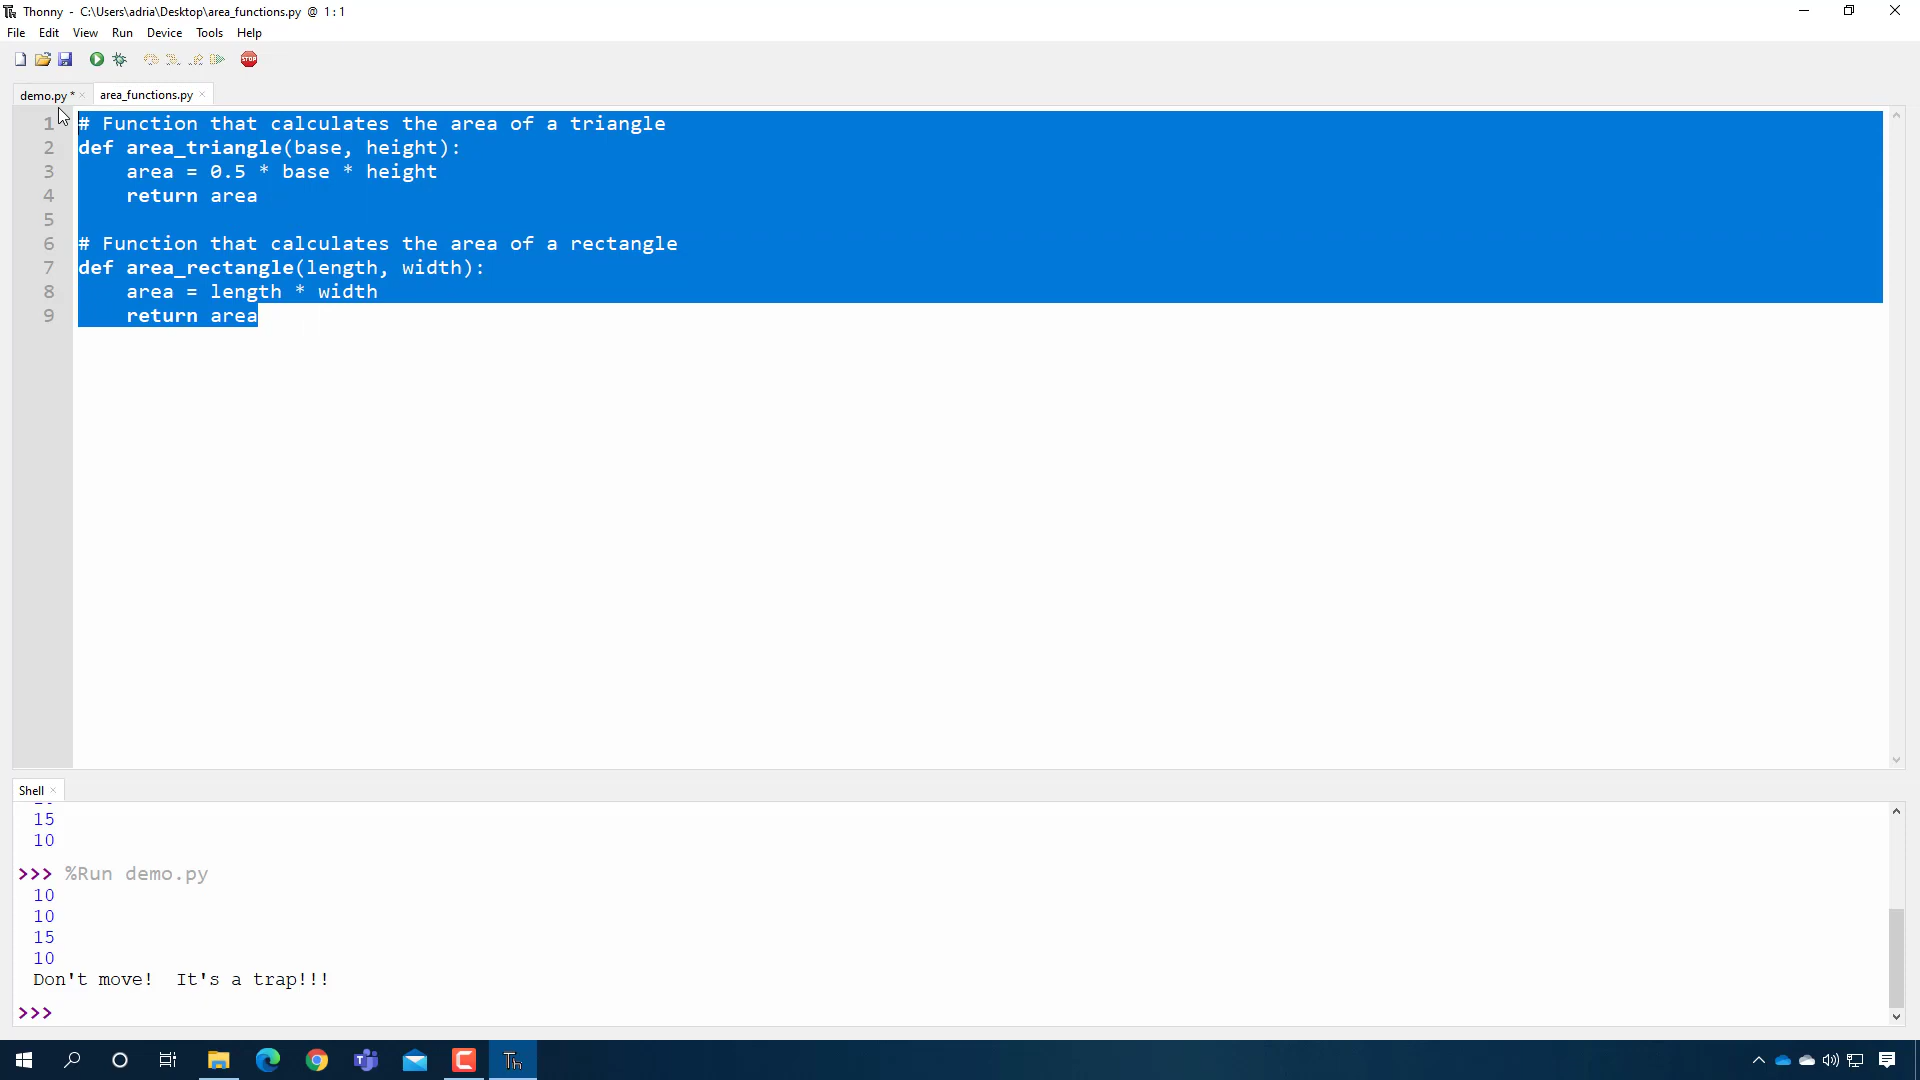 Thonny - C:\Users\adria\Desktop\area_functions.py @ 1:1
File Edit View Run Device Tools Help
STOP
demo.py * × area_functions.py ×
1 # Function that calculates the area of a triangle
2 def area_triangle(base, height):
3     area = 0.5 * base * height
4     return area
5
6 # Function that calculates the area of a rectangle
7 def area_rectangle(length, width):
8     area = length * width
9     return area
Shell ×
15
10
>>> %Run demo.py
10
10
15
10
Don't move!  It's a trap!!!
>>>
Th